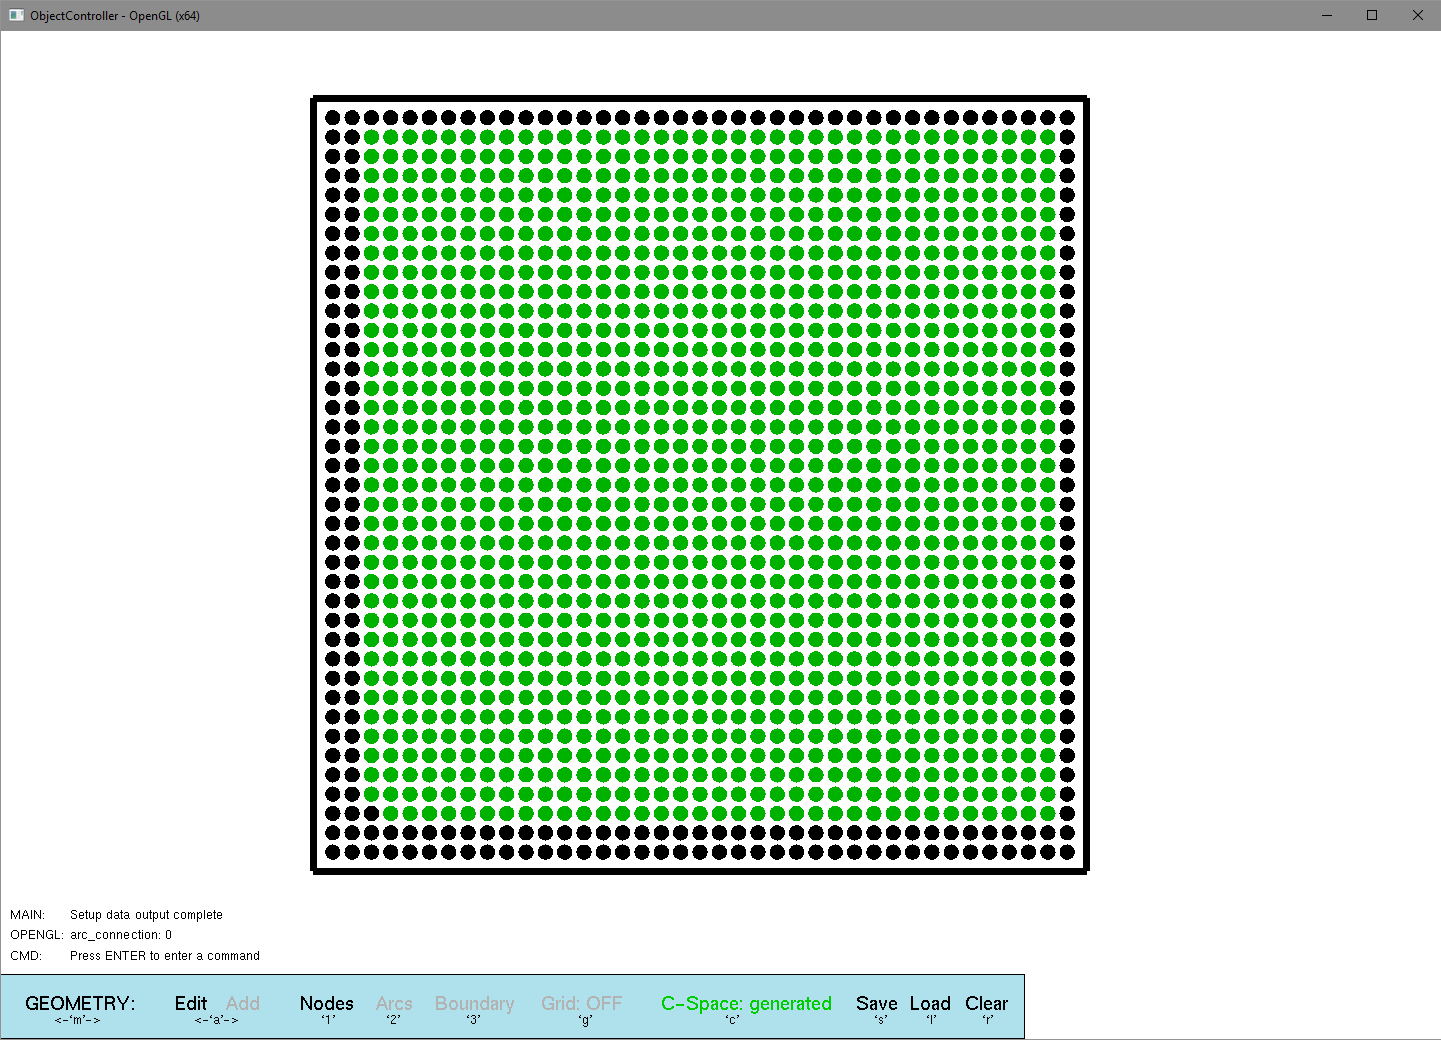 ObjectController - OpenGL (x64)
MAIN: Setup data output complete
OPENGL: arc_connection: 0
CMD: Press ENTER to enter a command
GEOMETRY: Edit Add Nodes Arcs Boundary Grid: OFF C-Space: generated Save Load Clear
<-'m'-> <-'a'-> '1' '2' '3' 'g' 'c' 's' 'l' 'r'